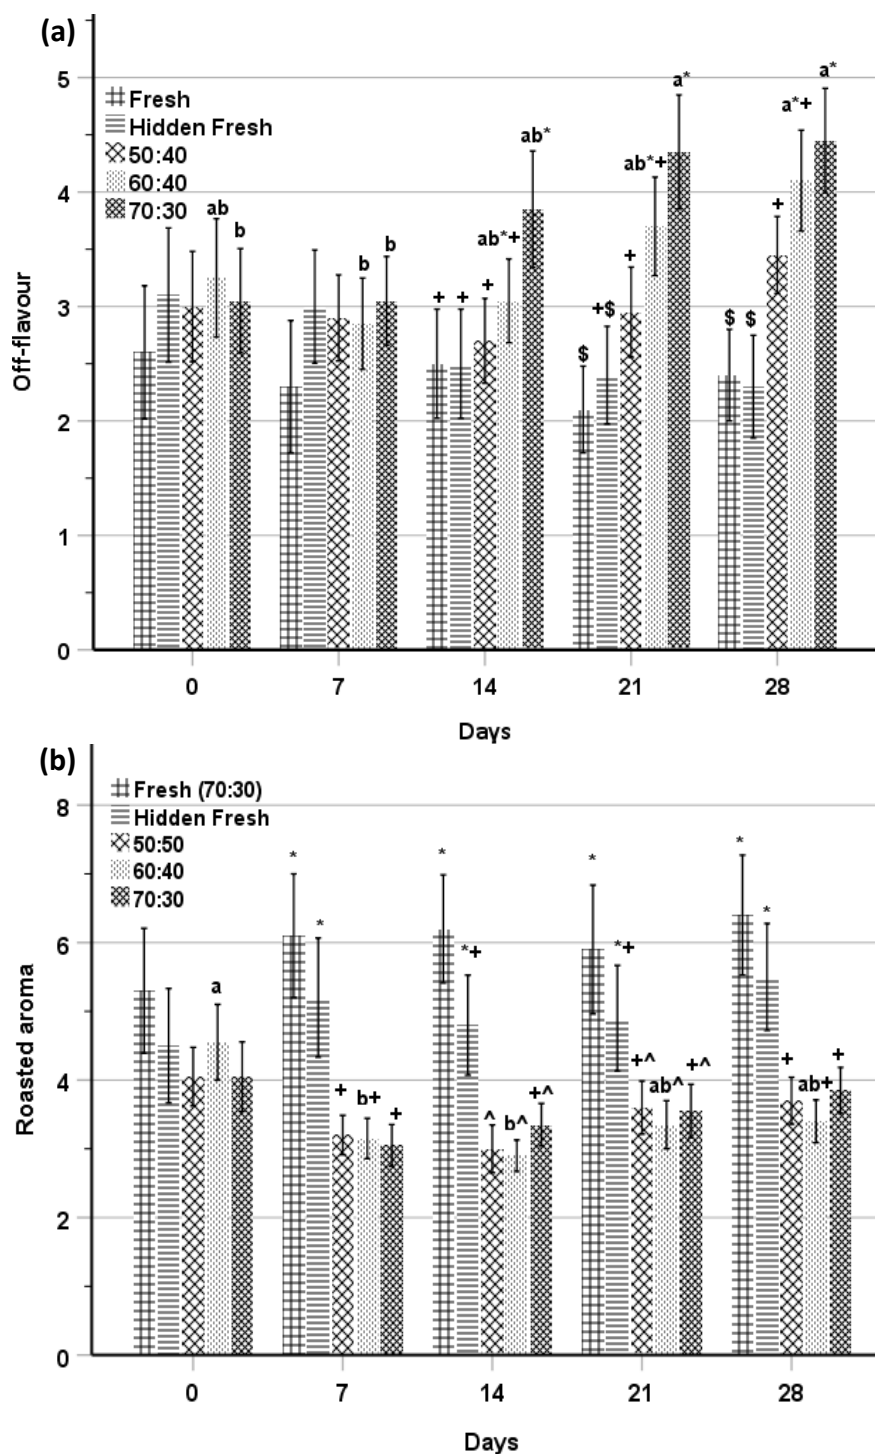 (a)
5
4
3
2
1
0
Off-flavour
Fresh
Hidden Fresh
50:40
60:40
70:30
ab
b
b
b
+
+
+
ab*+
ab*
$
+$
+
ab*+
a*
$
$
+
a*+
a*
0 7 14 21 28
Days
(b)
8
6
4
2
0
Roasted aroma
Fresh (70:30)
Hidden Fresh
50:50
60:40
70:30
a
*
*
+
b+
+
*
*+
^
b^
+^
*
*+
+^
ab^
+^
*
*
+
ab+
+
0 7 14 21 28
Days